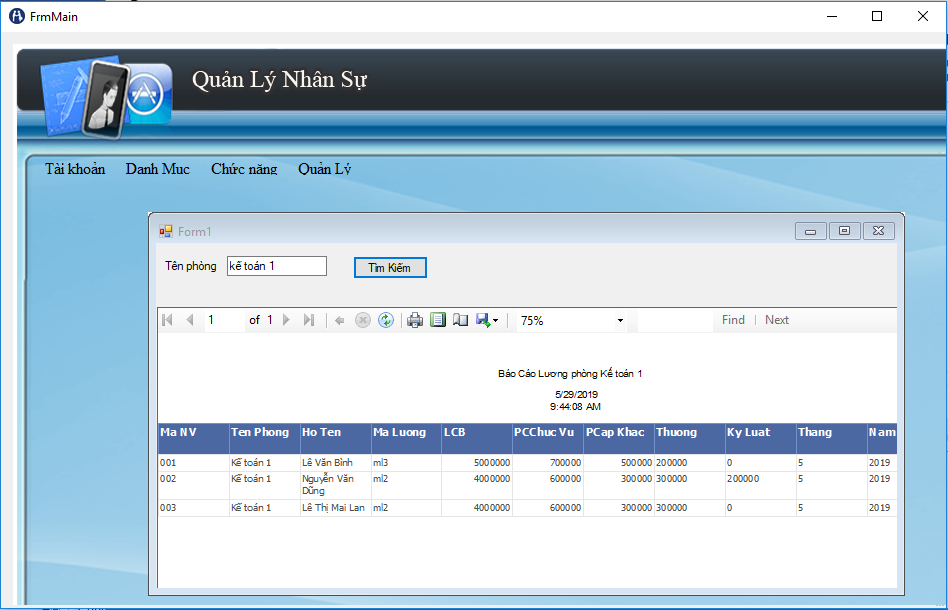 FrmMain
Quản Lý Nhân Sự
Tài khoản Danh Muc Chức năng Quản Lý
Form1
Tên phòng kế toán 1 Tìm Kiếm
1 of 1 75% Find Next
Báo Cáo Lương phòng Kế toán 1
5/29/2019
9:44:08 AM
Ma NV Ten Phong Ho Ten Ma Luong LCB PCChuc Vu PCap Khac Thuong Ky Luat Thang Nam
001 Kế toán 1 Lê Văn Bình ml3 5000000 700000 500000 200000 0 5 2019
002 Kế toán 1 Nguyễn Văn ml2 4000000 600000 300000 300000 200000 5 2019
Dũng
003 Kế toán 1 Lê Thị Mai Lan ml2 4000000 600000 300000 300000 0 5 2019